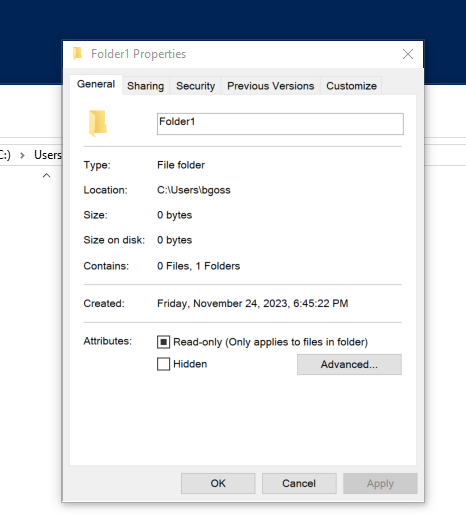 Folder1 Properties
General Sharing Security Previous Versions Customize
Folder1
C:) > Users
Type: File folder
Location: C:\Users\bgoss
Size: 0 bytes
Size on disk: 0 bytes
Contains: 0 Files, 1 Folders
Created: Friday, November 24, 2023, 6:45:22 PM
Attributes: Read-only (Only applies to files in folder)
Hidden Advanced...
OK Cancel Apply